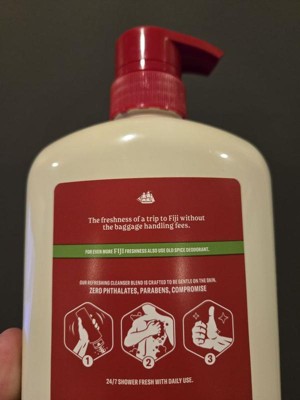 The freshness of a trip to Fiji without
the baggage handling fees.
FOR EVEN MORE FIJI FRESHNESS ALSO USE OLD SPICE DEODORANT.
OUR REFRESHING CLEANSER BLEND IS CRAFTED TO BE GENTLE ON THE SKIN.
ZERO PHTHALATES, PARABENS, COMPROMISE
1 2 3
24/7 SHOWER FRESH WITH DAILY USE.